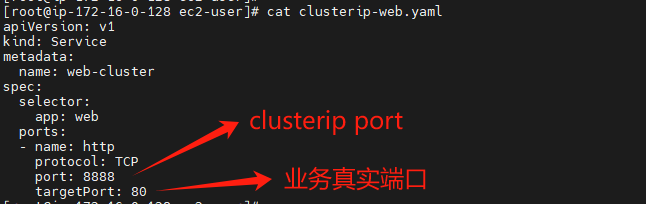 [root@ip-172-16-0-128 ec2-user]# cat clusterip-web.yaml
apiVersion: v1
kind: Service
metadata:
  name: web-cluster
spec:
  selector:
    app: web
  ports:
  - name: http
    protocol: TCP
    port: 8888
    targetPort: 80
clusterip port
业务真实端口